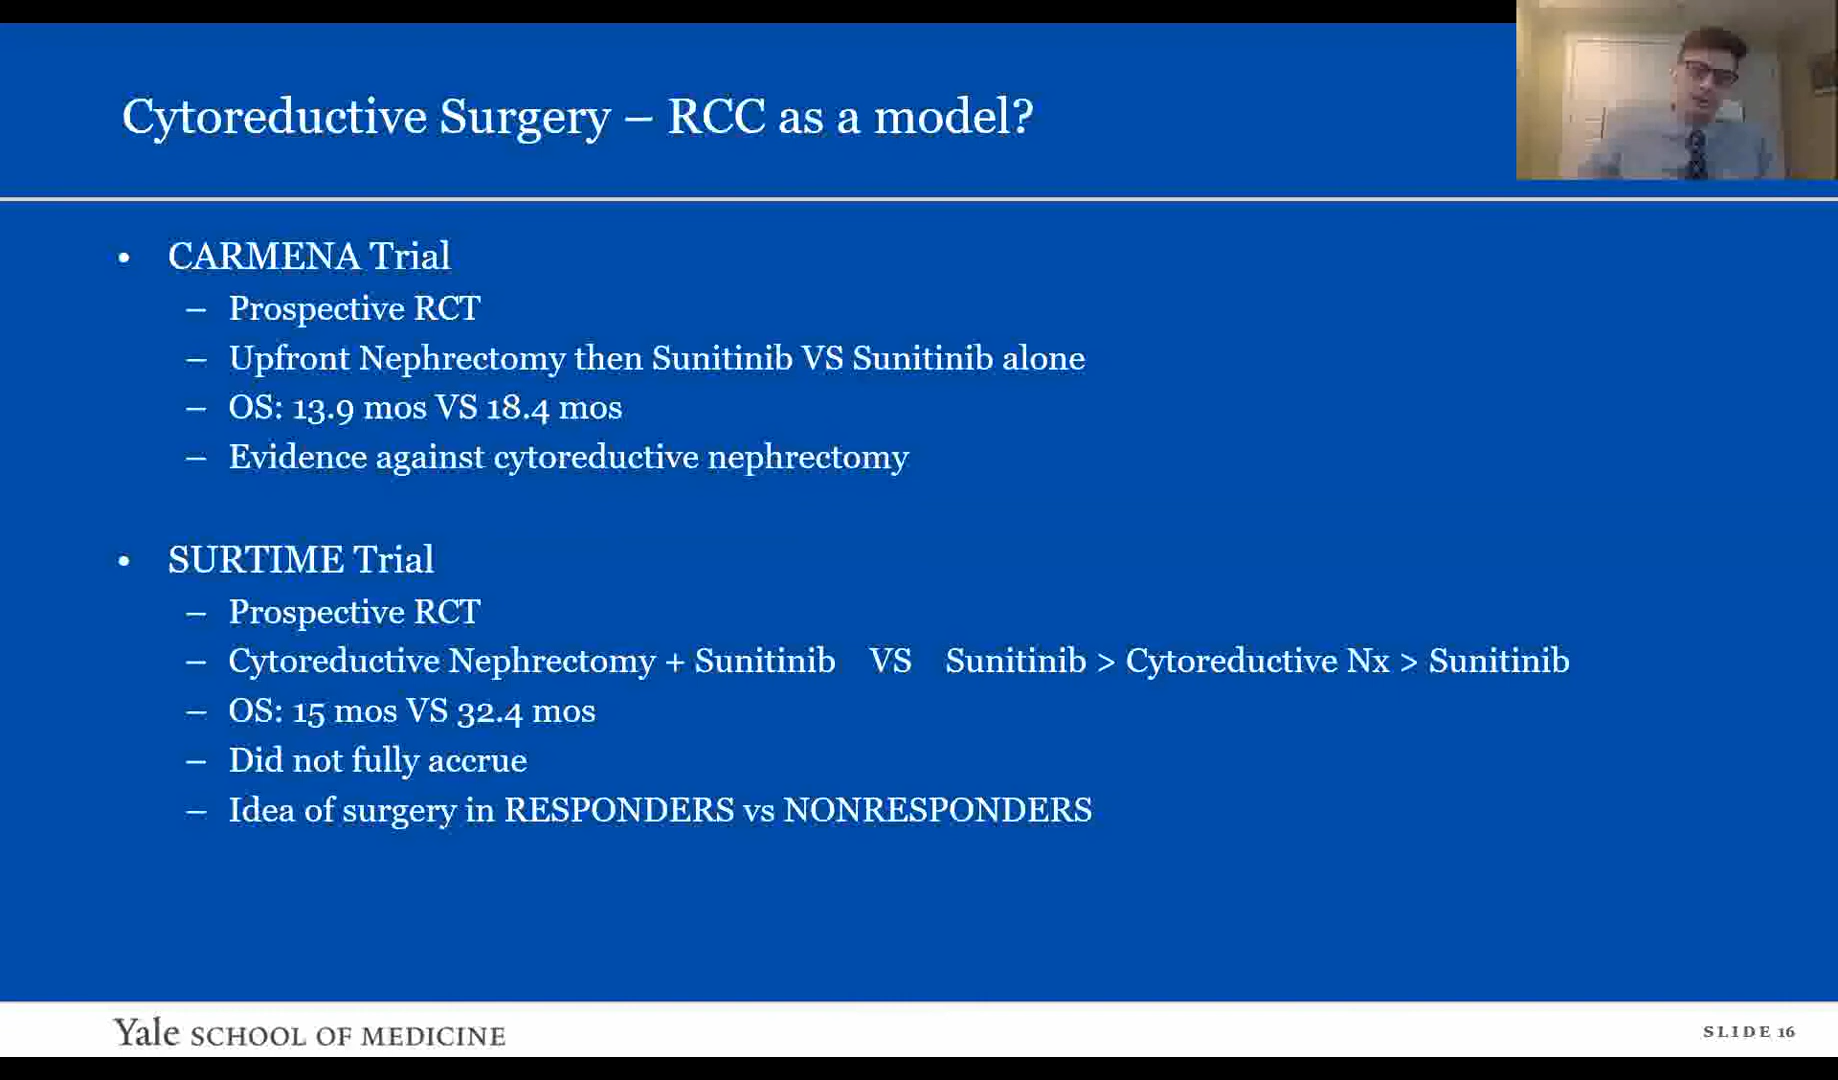 Cytoreductive Surgery – RCC as a model?
• CARMENA Trial
– Prospective RCT
– Upfront Nephrectomy then Sunitinib VS Sunitinib alone
– OS: 13.9 mos VS 18.4 mos
– Evidence against cytoreductive nephrectomy
• SURTIME Trial
– Prospective RCT
– Cytoreductive Nephrectomy + Sunitinib VS Sunitinib > Cytoreductive Nx > Sunitinib
– OS: 15 mos VS 32.4 mos
– Did not fully accrue
– Idea of surgery in RESPONDERS vs NONRESPONDERS
Yale SCHOOL OF MEDICINE
SLIDE 16